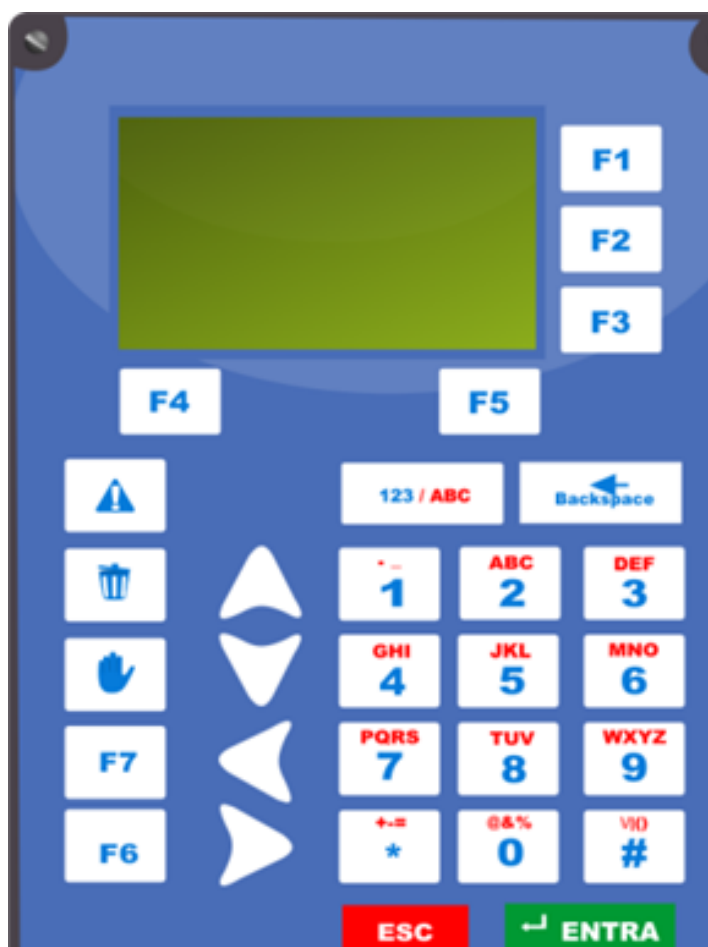 F1
F2
F3
F4 F5
123 / ABC
Backspace
· _ ABC DEF
1 2 3
GHI JKL MNO
4 5 6
PQRS TUV WXYZ
F7 7 8 9
+-= @&% \/|()
F6 * 0 #
ESC ENTRA